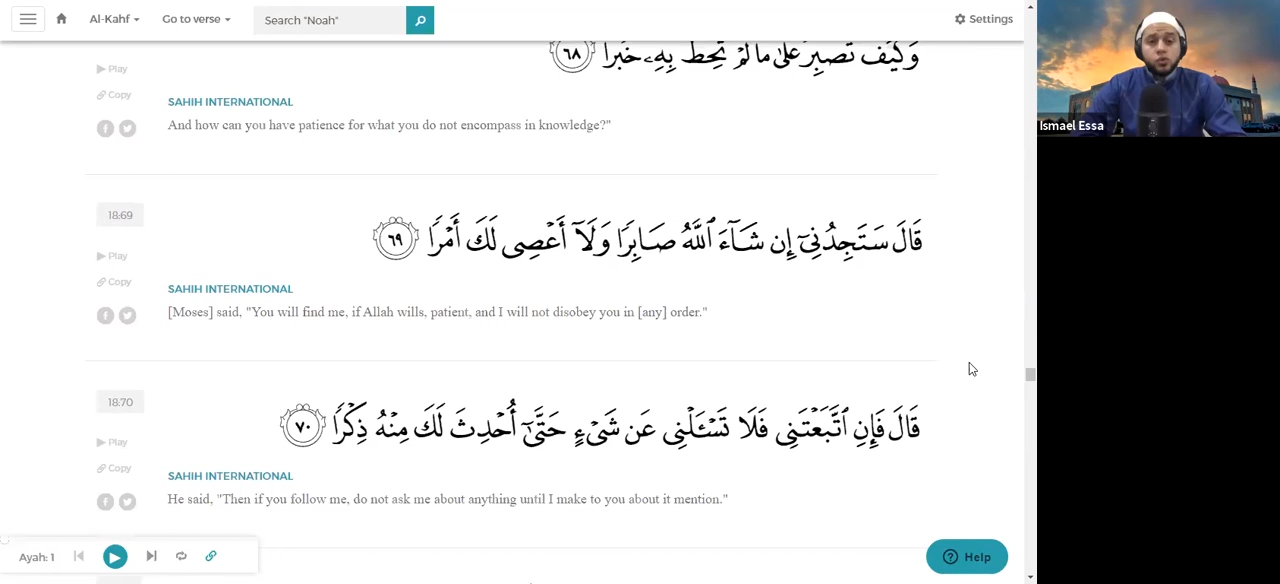 Al-Kahf
Go to verse
Search "Noah"
Settings
وَكَيْفَ تَصْبِرُ عَلَىٰ مَا لَمْ تُحِطْ بِهِۦ خُبْرًا ٦٨
Play
Copy
SAHIH INTERNATIONAL
And how can you have patience for what you do not encompass in knowledge?"
Ismael Essa
18:69
قَالَ سَتَجِدُنِىٓ إِن شَآءَ ٱللَّهُ صَابِرًا وَلَآ أَعْصِى لَكَ أَمْرًا ٦٩
Play
Copy
SAHIH INTERNATIONAL
[Moses] said, "You will find me, if Allah wills, patient, and I will not disobey you in [any] order."
18:70
قَالَ فَإِنِ ٱتَّبَعْتَنِى فَلَا تَسْـَٔلْنِى عَن شَىْءٍ حَتَّىٰٓ أُحْدِثَ لَكَ مِنْهُ ذِكْرًا ٧٠
Play
Copy
SAHIH INTERNATIONAL
He said, "Then if you follow me, do not ask me about anything until I make to you about it mention."
Ayah: 1
Help